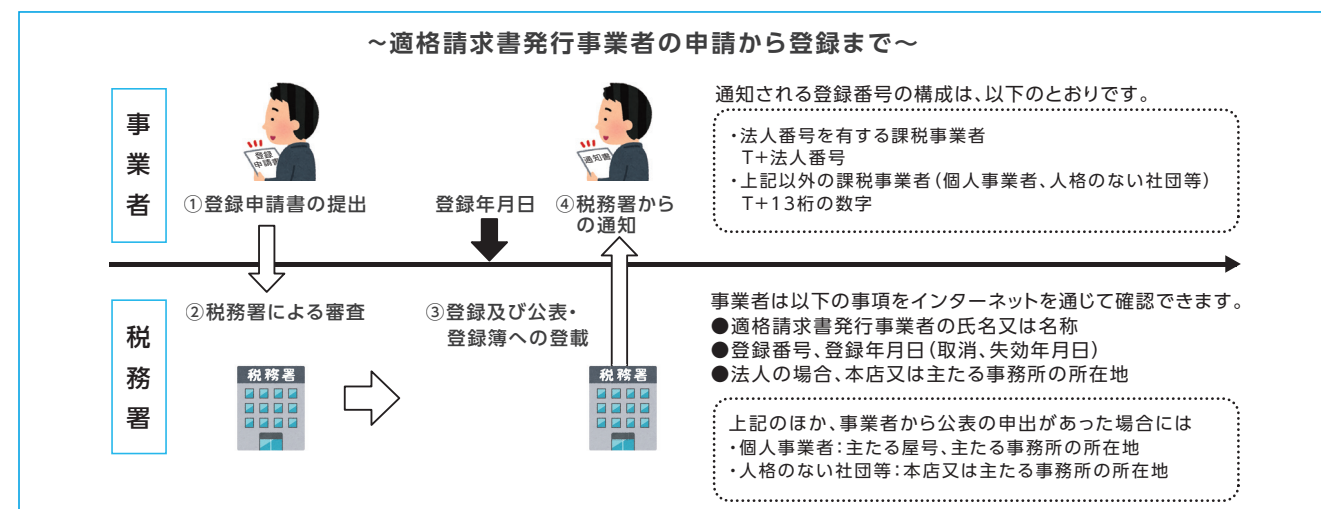 ～適格請求書発行事業者の申請から登録まで～
事業者
登録
申請書
①登録申請書の提出
登録年月日
通知書
④税務署から
の通知
通知される登録番号の構成は、以下のとおりです。
・法人番号を有する課税事業者
T+法人番号
・上記以外の課税事業者(個人事業者、人格のない社団等)
T+13桁の数字
税務署
②税務署による審査
税務署
③登録及び公表・
登録簿への登載
税務署
事業者は以下の事項をインターネットを通じて確認できます。
●適格請求書発行事業者の氏名又は名称
●登録番号、登録年月日(取消、失効年月日)
●法人の場合、本店又は主たる事務所の所在地
上記のほか、事業者から公表の申出があった場合には
・個人事業者:主たる屋号、主たる事務所の所在地
・人格のない社団等:本店又は主たる事務所の所在地